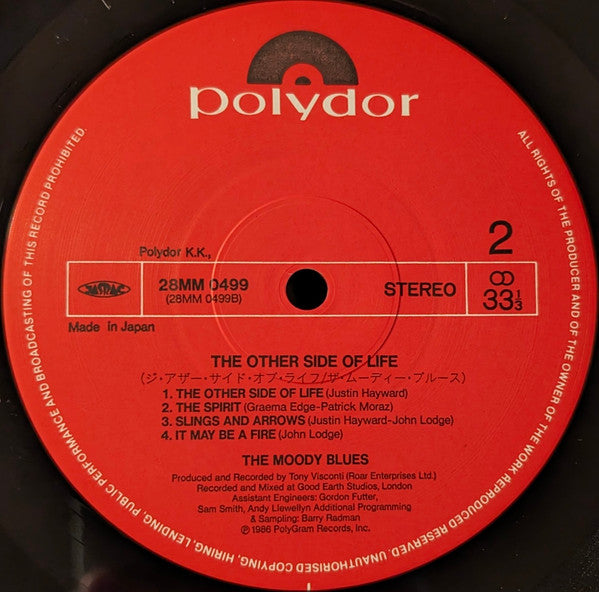 polydor
ALL RIGHTS OF THE PRODUCER AND OF THE OWNER OF THE WORK REPRODUCED RESERVED. UNAUTHORISED COPYING, HIRING, LENDING, PUBLIC PERFORMANCE AND BROADCASTING OF THIS RECORD PROHIBITED.
2
Polydor K.K.,
JASRAC
28MM 0499
(28MM 0499B)
STEREO
33 1/3
Made in Japan
THE OTHER SIDE OF LIFE
(ジ・アザー・サイド・オブ・ライフ/ザ・ムーディー・ブルース)
1. THE OTHER SIDE OF LIFE (Justin Hayward)
2. THE SPIRIT (Graema Edge-Patrick Moraz)
3. SLINGS AND ARROWS (Justin Hayward-John Lodge)
4. IT MAY BE A FIRE (John Lodge)
THE MOODY BLUES
Produced and Recorded by Tony Visconti (Roar Enterprises Ltd.)
Recorded and Mixed at Good Earth Studios, London
Assistant Engineers: Gordon Futter,
Sam Smith, Andy Llewellyn Additional Programming
& Sampling: Barry Radman
Ⓟ1986 PolyGram Records, Inc.